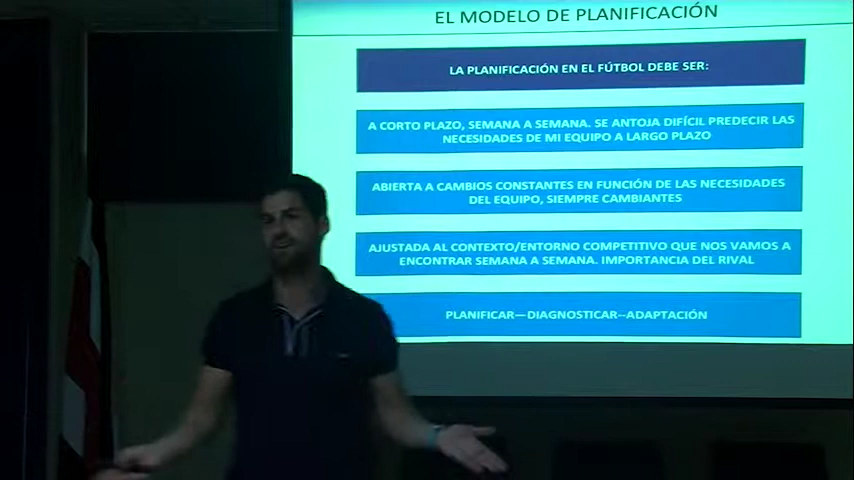 EL MODELO DE PLANIFICACIÓN
LA PLANIFICACIÓN EN EL FÚTBOL DEBE SER:
A CORTO PLAZO, SEMANA A SEMANA. SE ANTOJA DIFÍCIL PREDECIR LAS
NECESIDADES DE MI EQUIPO A LARGO PLAZO
ABIERTA A CAMBIOS CONSTANTES EN FUNCIÓN DE LAS NECESIDADES
DEL EQUIPO, SIEMPRE CAMBIANTES
AJUSTADA AL CONTEXTO/ENTORNO COMPETITIVO QUE NOS VAMOS A
ENCONTRAR SEMANA A SEMANA. IMPORTANCIA DEL RIVAL
PLANIFICAR—DIAGNOSTICAR--ADAPTACIÓN